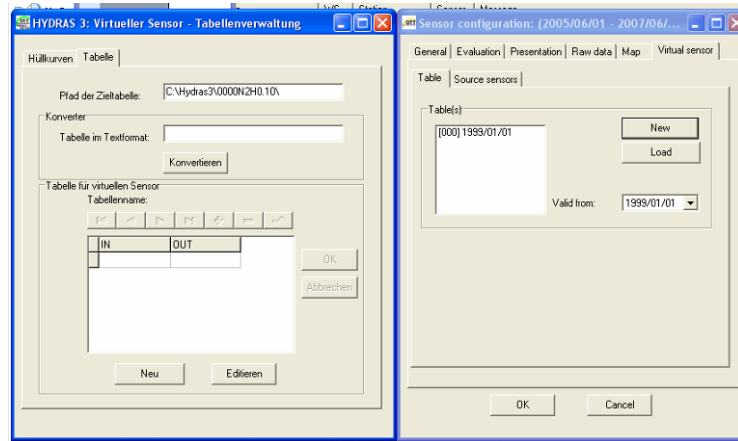 HYDRAS 3: Virtueller Sensor - Tabellenverwaltung
Hüllkurven Tabelle
Pfad der Zieltabelle: C:\Hydras3\0000N2H0.10\
Konverter
Tabelle im Textformat:
Konvertieren
Tabelle für virtuellen Sensor
Tabellenname:
IN OUT
OK
Abbrechen
Neu Editieren
Sensor configuration: (2005/06/01 - 2007/06/...
General Evaluation Presentation Raw data Map Virtual sensor
Table Source sensors
Table(s)
[000] 1999/01/01
New
Load
Valid from: 1999/01/01
OK Cancel